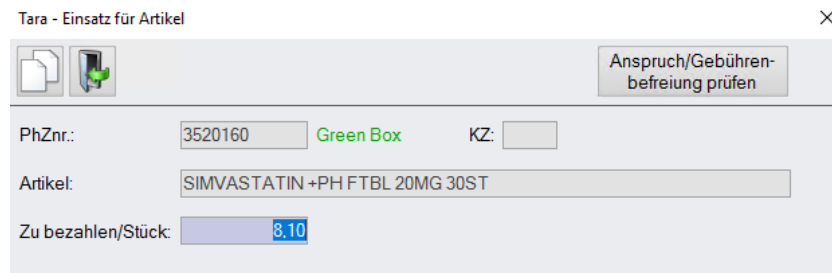 Tara - Einsatz für Artikel
Anspruch/Gebühren-
befreiung prüfen
PhZnr.: 3520160 Green Box KZ:
Artikel: SIMVASTATIN +PH FTBL 20MG 30ST
Zu bezahlen/Stück: 8,10